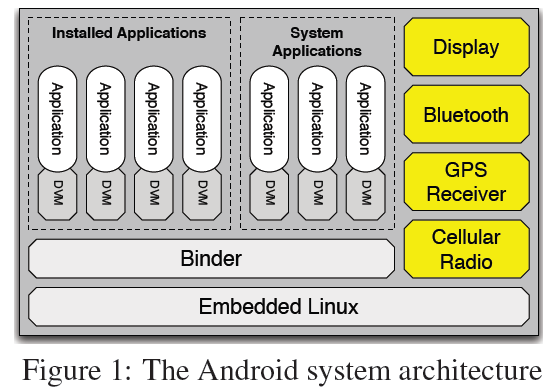 Installed Applications
System
Applications
Application
Application
Application
Application
Application
Application
Application
DVM
DVM
DVM
DVM
DVM
DVM
DVM
Display
Bluetooth
GPS
Receiver
Cellular
Radio
Binder
Embedded Linux
Figure 1: The Android system architecture